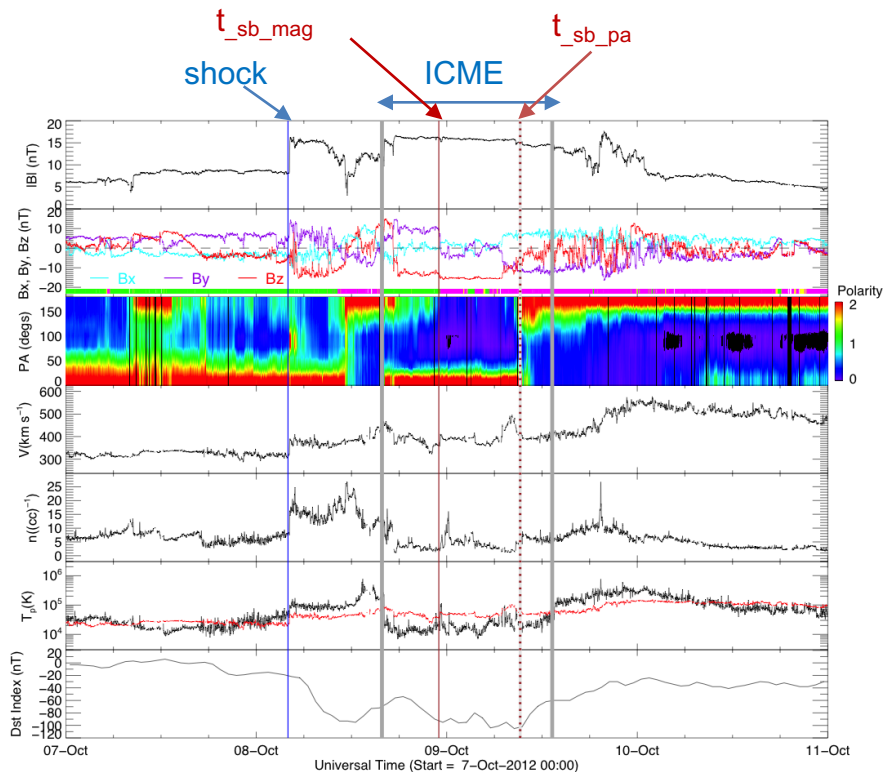 t_sb_mag
t_sb_pa
shock
ICME
20
15
10
5
0
IBI (nT)
20
10
0
−10
−20
Bx, By, Bz (nT)
Bx By Bz
Polarity
2
1
0
150
100
50
0
PA (degs)
600
500
400
300
V(km s⁻¹)
25
20
15
10
5
0
n((cc)⁻¹)
10⁶
10⁵
10⁴
Tp(K)
20
0
−20
−60
−100
−120
Dst Index (nT)
07-Oct 08-Oct 09-Oct 10-Oct 11-Oct
Universal Time (Start = 7-Oct-2012 00:00)